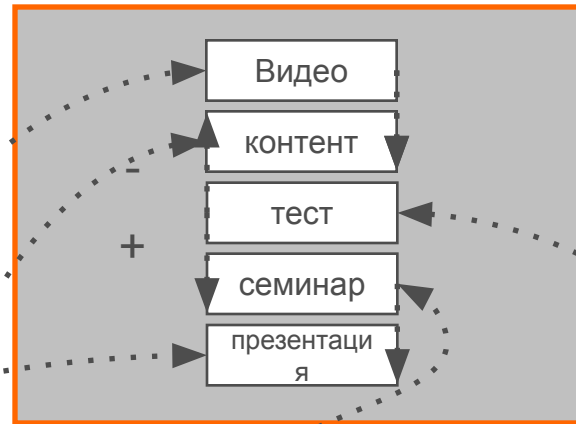 Видео
контент
-
тест
+
семинар
презентаци
я